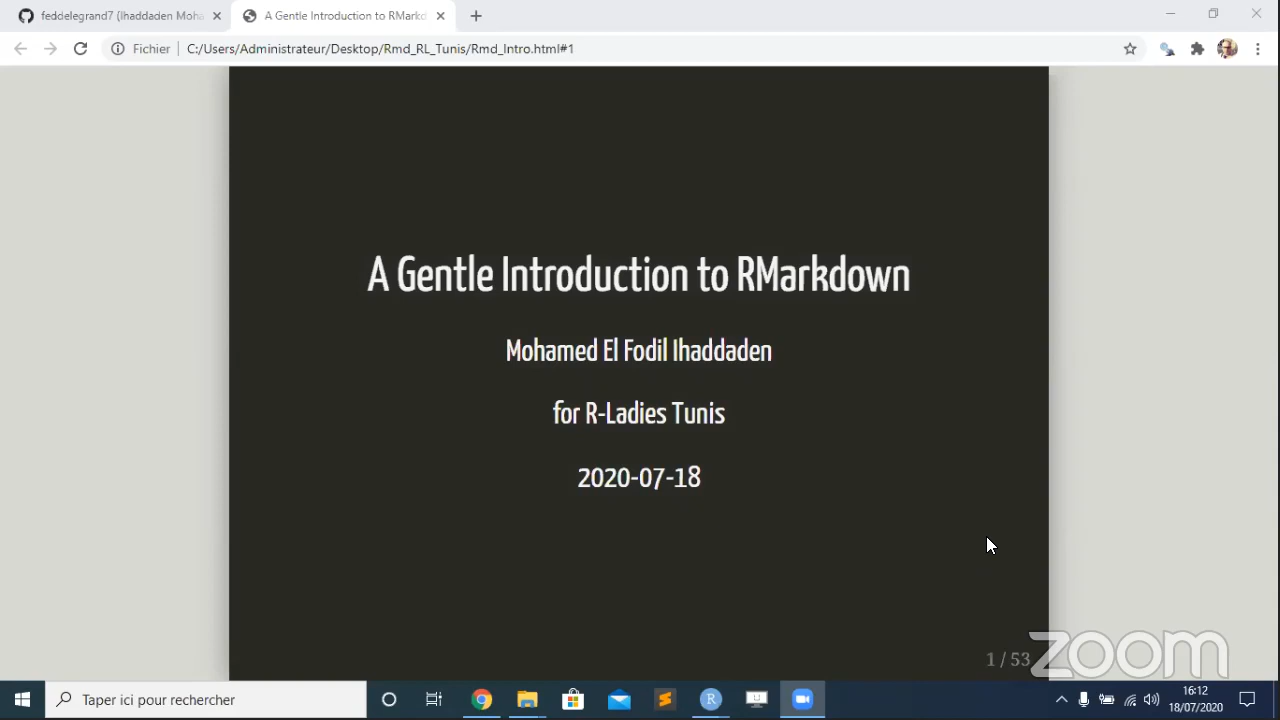 feddelegrand7 (Ihaddaden Moha
A Gentle Introduction to RMarkd
Fichier
C:/Users/Administrateur/Desktop/Rmd_RL_Tunis/Rmd_Intro.html#1
A Gentle Introduction to RMarkdown
Mohamed El Fodil Ihaddaden
for R-Ladies Tunis
2020-07-18
1 / 53
zoom
Taper ici pour rechercher
R
16:12
18/07/2020